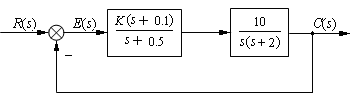 R(s) E(s) K(s + 0.1) / s + 0.5 10 / s(s+2) C(s)
−